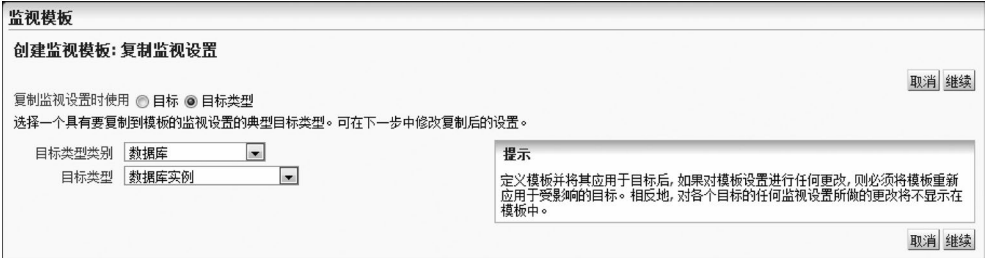 监视模板
创建监视模板: 复制监视设置
取消 继续
复制监视设置时使用 目标 目标类型
选择一个具有要复制到模板的监视设置的典型目标类型。可在下一步中修改复制后的设置。
目标类型类别 数据库
目标类型 数据库实例
提示
定义模板并将其应用于目标后, 如果对模板设置进行任何更改, 则必须将模板重新
应用于受影响的目标。相反地, 对各个目标的任何监视设置所做的更改将不显示在
模板中。
取消 继续